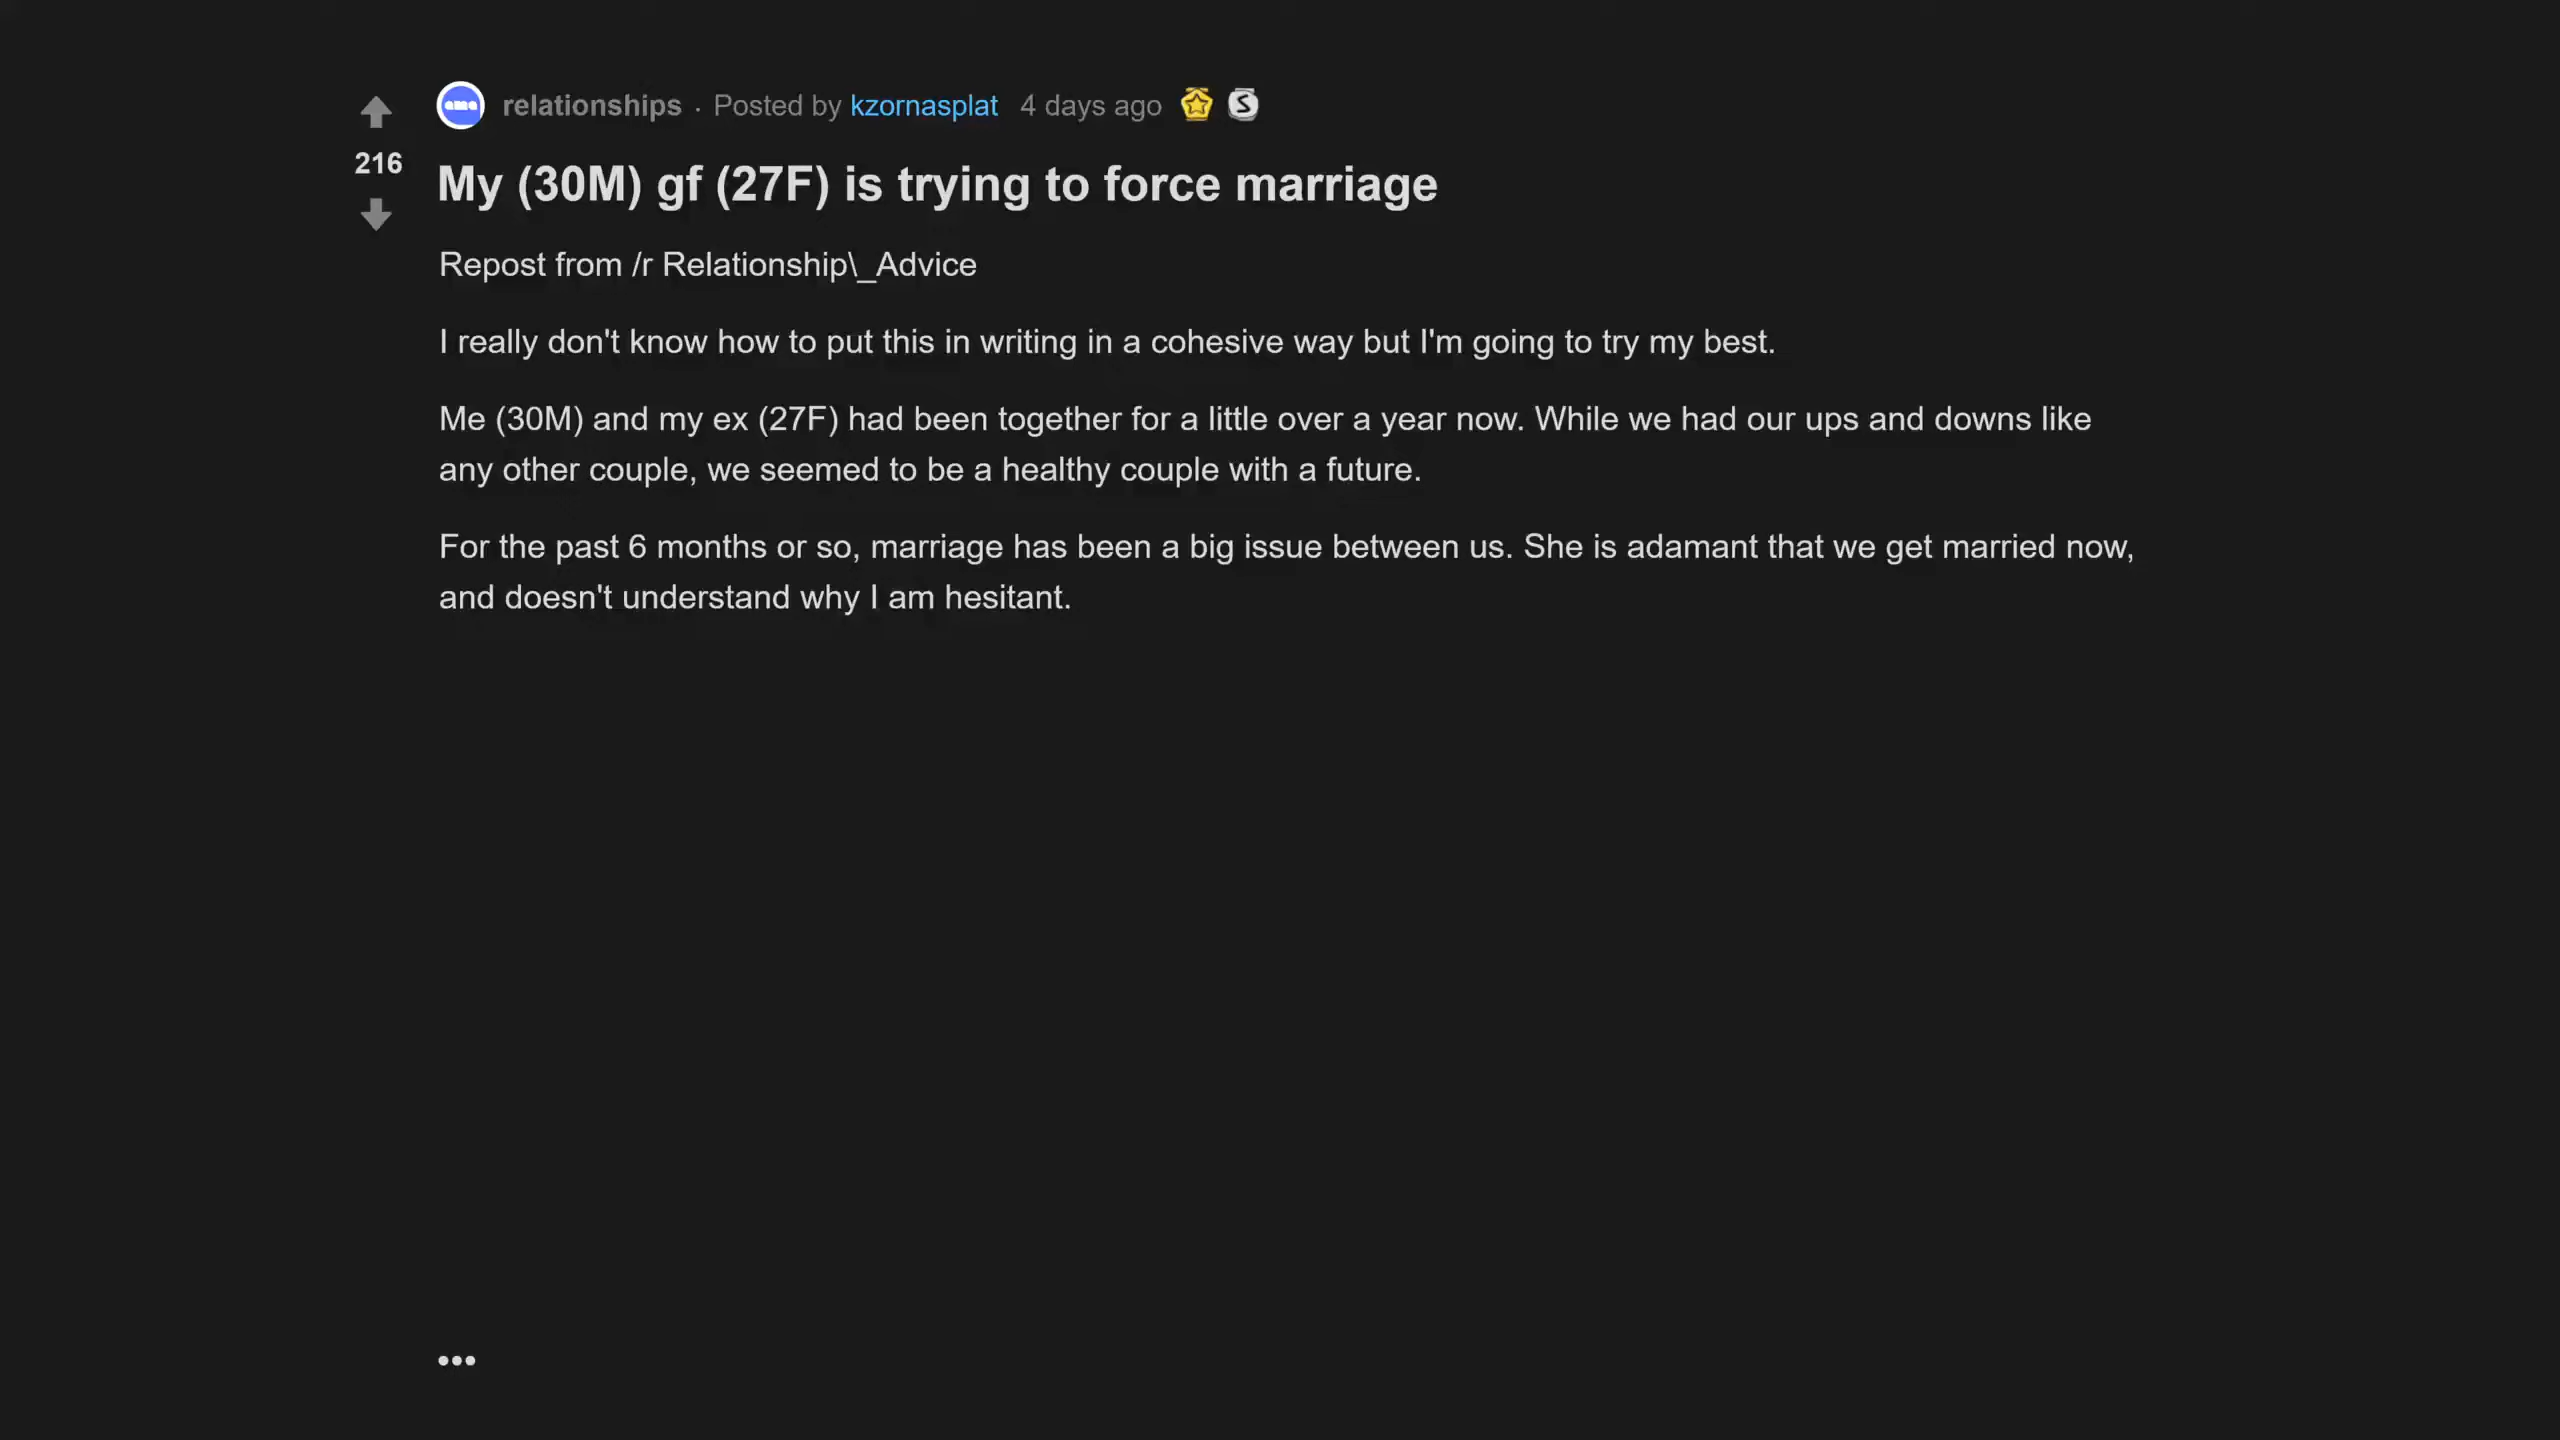 relationships · Posted by kzornasplat 4 days ago
216
My (30M) gf (27F) is trying to force marriage
Repost from /r Relationship\_Advice
I really don't know how to put this in writing in a cohesive way but I'm going to try my best.
Me (30M) and my ex (27F) had been together for a little over a year now. While we had our ups and downs like
any other couple, we seemed to be a healthy couple with a future.
For the past 6 months or so, marriage has been a big issue between us. She is adamant that we get married now,
and doesn't understand why I am hesitant.
•••